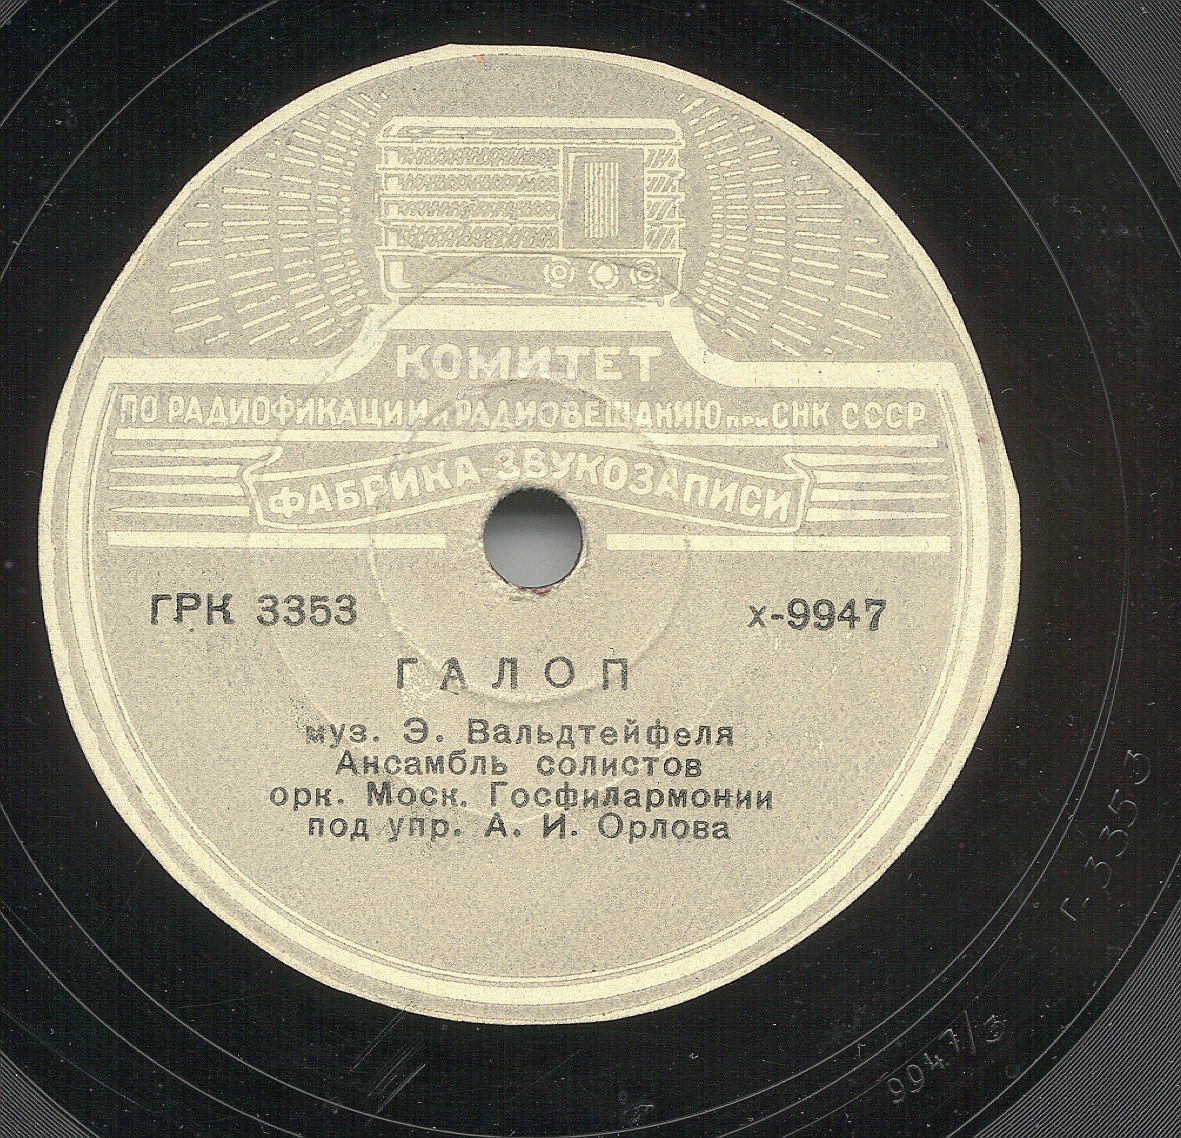 КОМИТЕТ
ПО РАДИОФИКАЦИИ и РАДИОВЕЩАНИЮ при СНК СССР
ФАБРИКА ЗВУКОЗАПИСИ
ГРК 3353 х-9947
ГАЛОП
муз. Э. Вальдтейфеля
Ансамбль солистов
орк. Моск. Госфилармонии
под упр. А. И. Орлова
Г-3353
9947/3